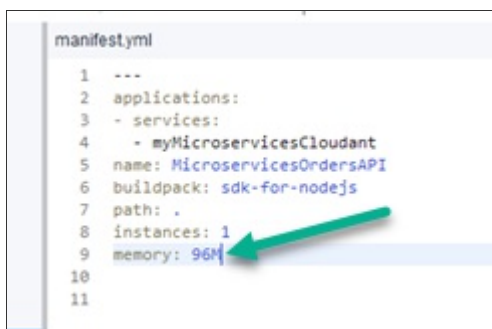 manifest.yml
1 ---
2 applications:
3 - services:
4 - myMicroservicesCloudant
5 name: MicroservicesOrdersAPI
6 buildpack: sdk-for-nodejs
7 path: .
8 instances: 1
9 memory: 96M
10
11